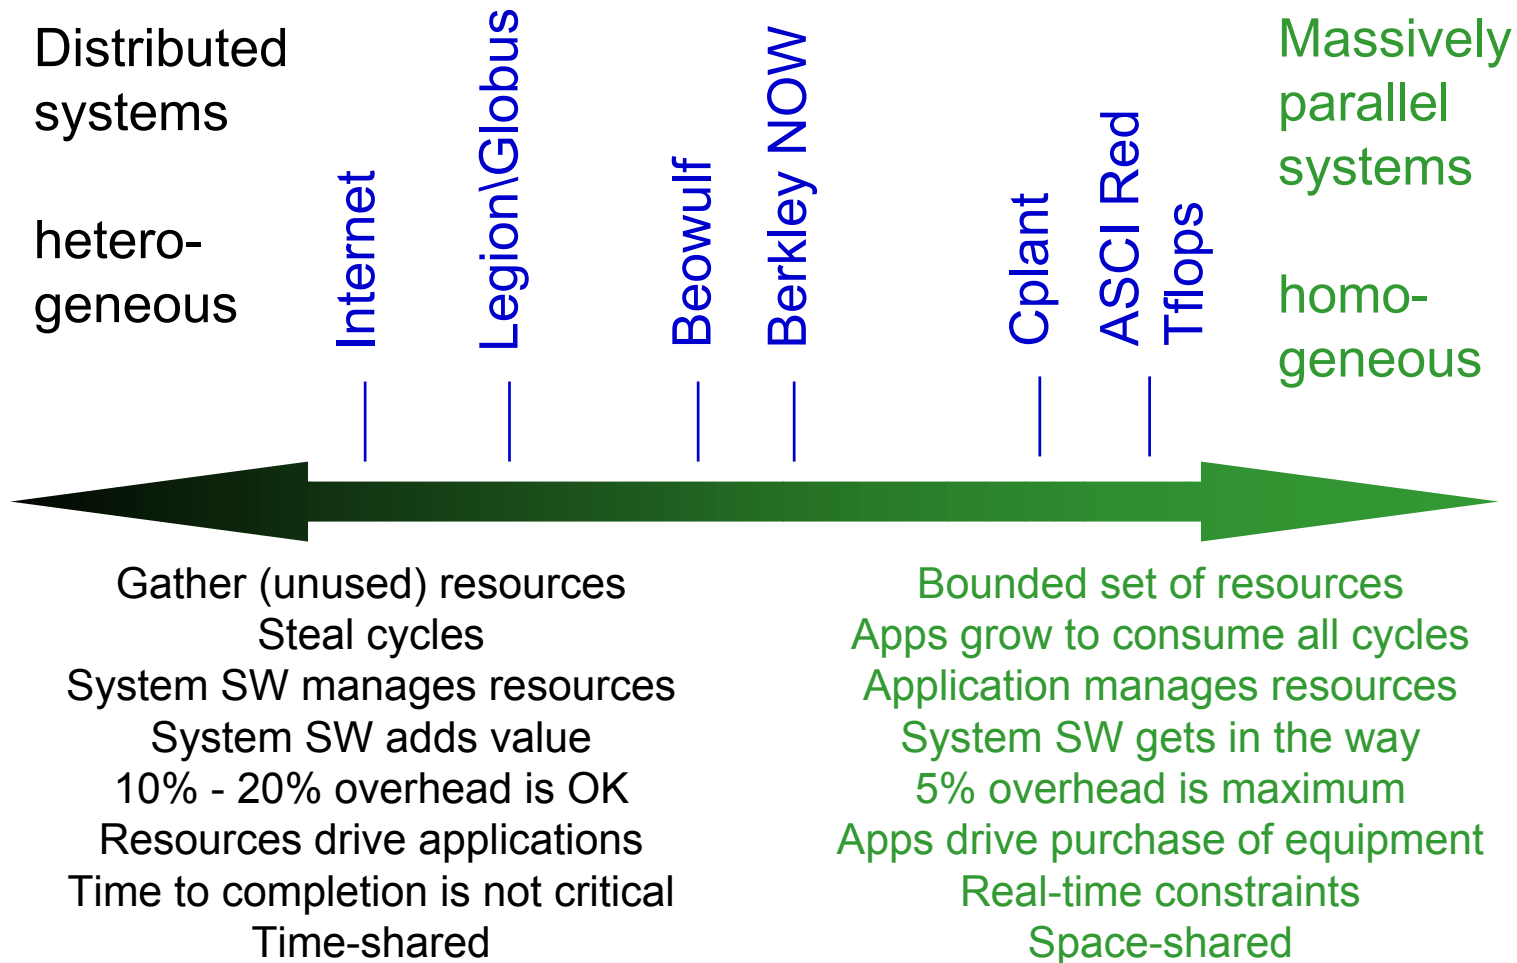 Distributed
systems
hetero-
geneous
Internet
Legion\Globus
Beowulf
Berkley NOW
Cplant
ASCI Red
Tflops
Massively
parallel
systems
homo-
geneous
Gather (unused) resources
Steal cycles
System SW manages resources
System SW adds value
10% - 20% overhead is OK
Resources drive applications
Time to completion is not critical
Time-shared
Bounded set of resources
Apps grow to consume all cycles
Application manages resources
System SW gets in the way
5% overhead is maximum
Apps drive purchase of equipment
Real-time constraints
Space-shared